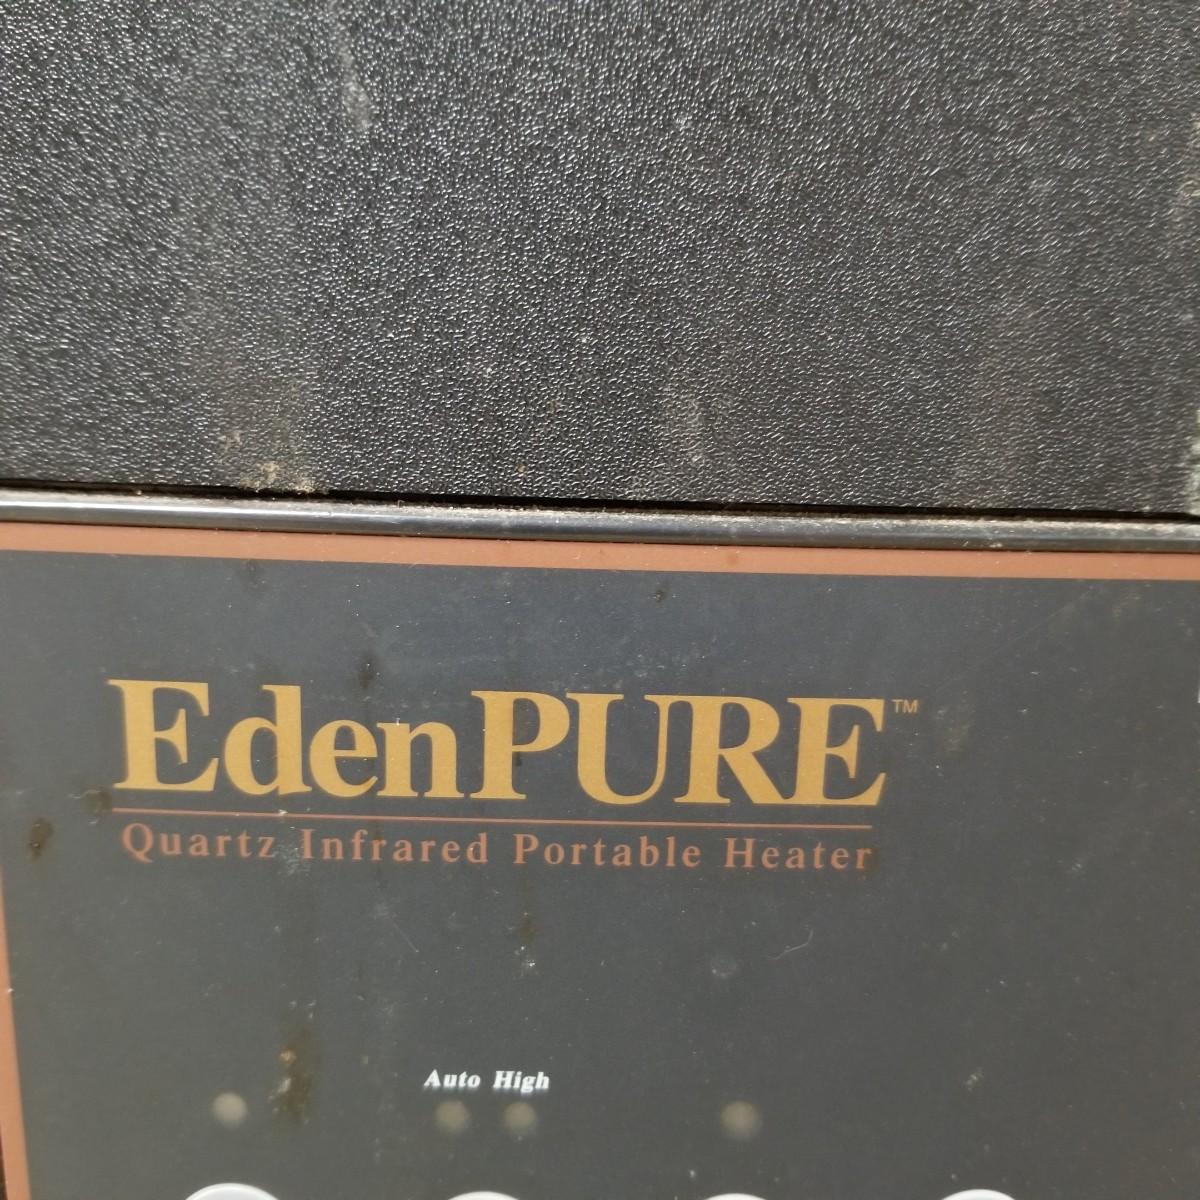 EdenPURE™
Quartz Infrared Portable Heater
Auto High